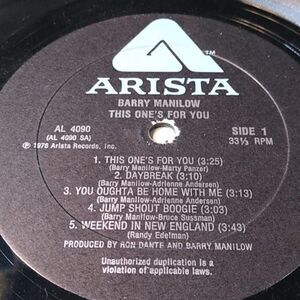 ARISTA
TM
BARRY MANILOW
THIS ONE'S FOR YOU
AL 4090
(AL 4090 SA)
℗ 1976 Arista Records, Inc.
SIDE 1
33⅓ RPM
1. THIS ONE'S FOR YOU (3:25)
(Barry Manilow-Marty Panzer)
2. DAYBREAK (3:10)
(Barry Manilow-Adrienne Anderson)
3. YOU OUGHTA BE HOME WITH ME (3:13)
(Barry Manilow-Adrienne Andersen)
4. JUMP SHOUT BOOGIE (3:03)
(Barry Manilow-Bruce Sussman)
5. WEEKEND IN NEW ENGLAND (3:43)
(Randy Edelman)
PRODUCED BY RON DANTE AND BARRY MANILOW
Unauthorized duplication is a
violation of applicable laws.